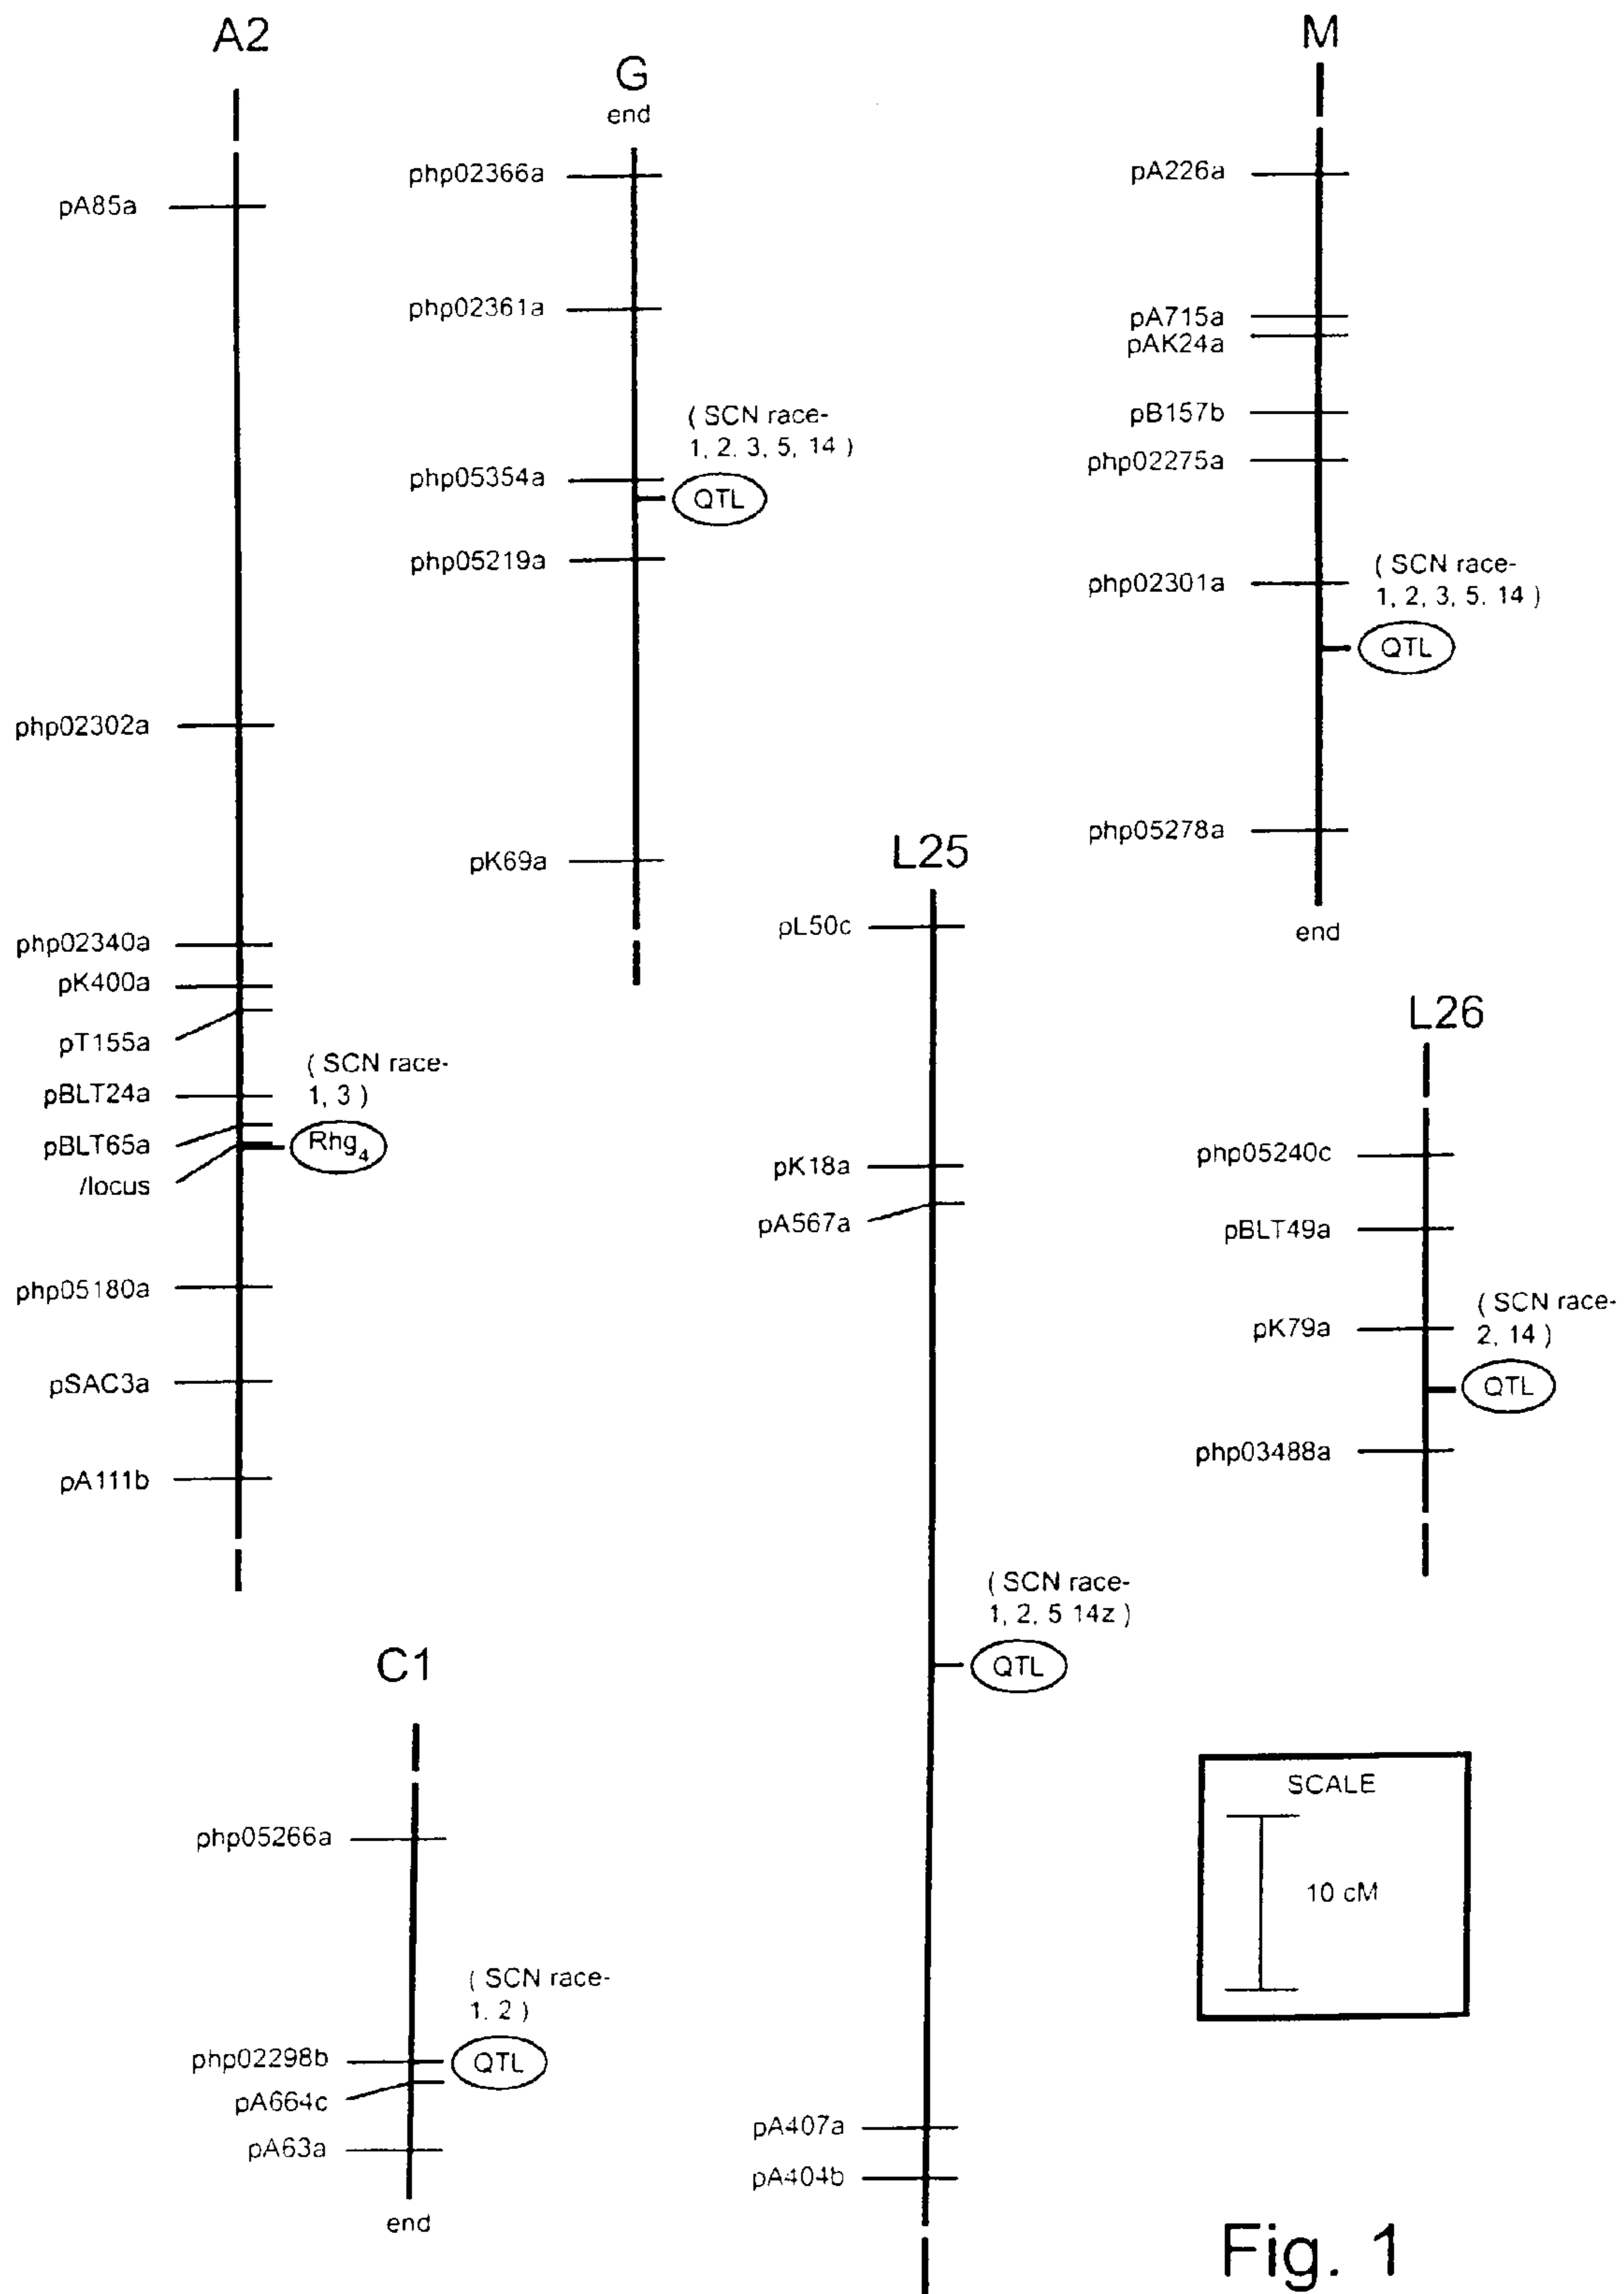 A2
pA85a
php02302a
php02340a
pK400a
pT155a
pBLT24a
pBLT65a
/locus
php05180a
pSAC3a
pA111b
( SCN race-
1, 3 )
Rhg4
G
end
php02366a
php02361a
php05354a
php05219a
pK69a
( SCN race-
1, 2, 3, 5, 14 )
QTL
M
pA226a
pA715a
pAK24a
pB157b
php02275a
php02301a
php05278a
end
( SCN race-
1, 2, 3, 5, 14 )
QTL
L25
pL50c
pK18a
pA567a
pA407a
pA404b
( SCN race-
1, 2, 5 14z )
QTL
L26
php05240c
pBLT49a
pK79a
php03488a
( SCN race-
2, 14 )
QTL
C1
php05266a
php02298b
pA664c
pA63a
end
( SCN race-
1, 2 )
QTL
SCALE
10 cM
Fig. 1